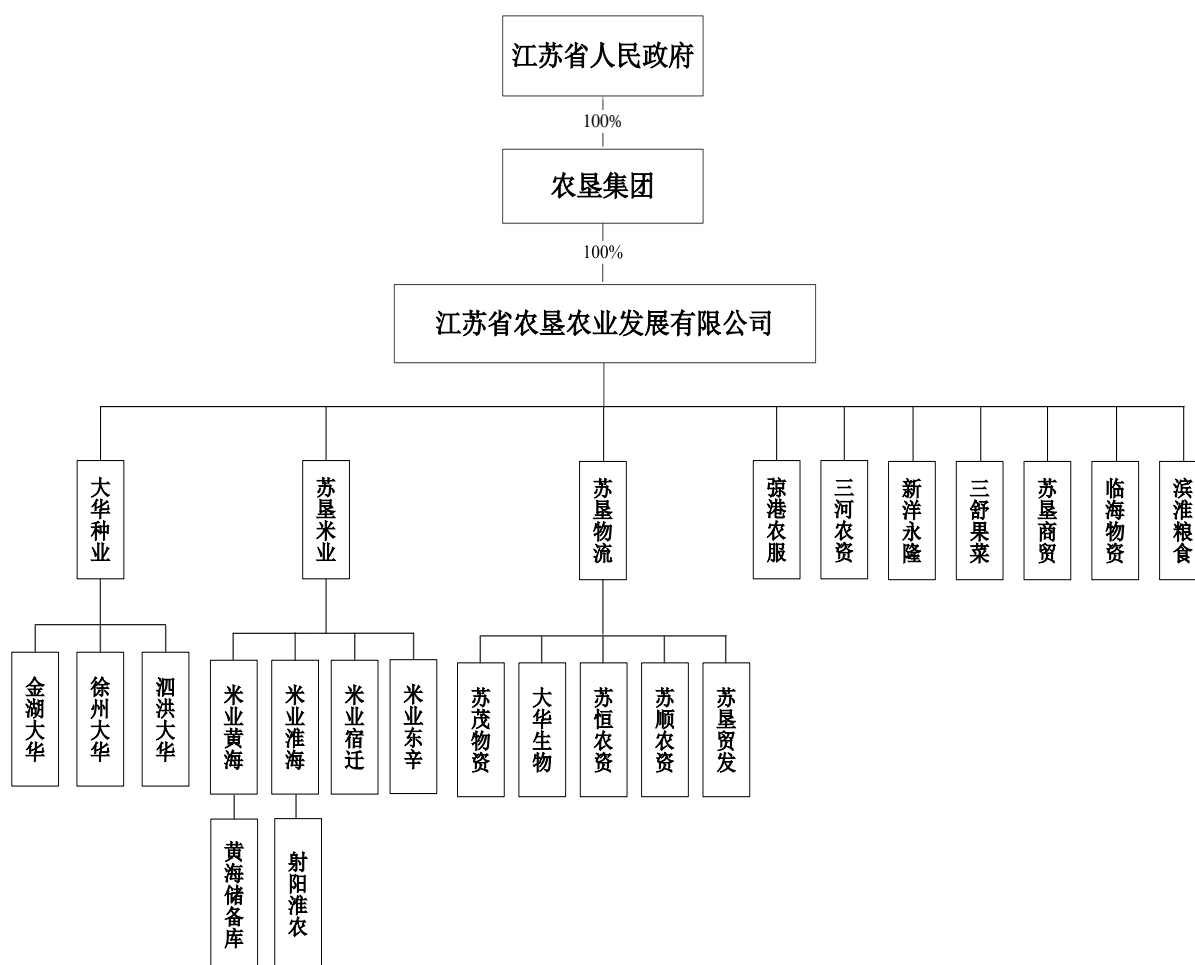 江苏省人民政府
100%
农垦集团
100%
江苏省农垦农业发展有限公司
大华种业
苏垦米业
苏垦物流
弶港农服
三河农资
新洋永隆
三舒果菜
苏垦商贸
临海物资
滨淮粮食
金湖大华
徐州大华
泗洪大华
米业黄海
米业淮海
米业宿迁
米业东辛
苏茂物资
大华生物
苏恒农资
苏顺农资
苏垦贸发
黄海储备库
射阳淮农